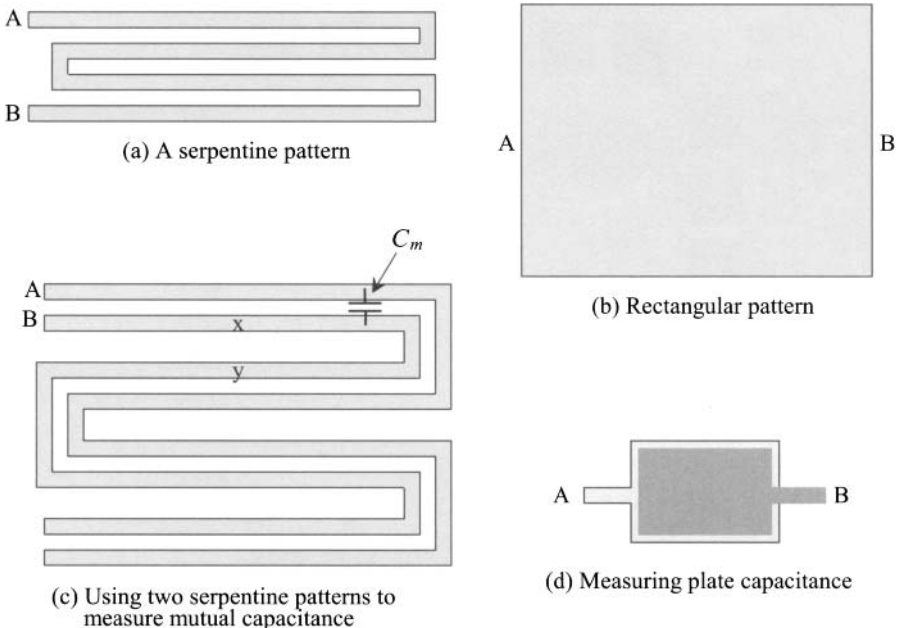 A
B
(a) A serpentine pattern
A
B
(b) Rectangular pattern
C_m
A
B
x
y
(c) Using two serpentine patterns to
measure mutual capacitance
A
B
(d) Measuring plate capacitance